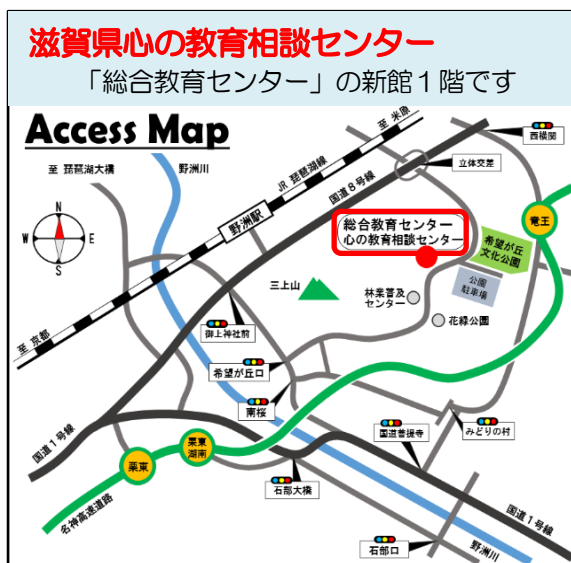 滋賀県心の教育相談センター
「総合教育センター」の新館１階です
Access Map
至 米原
西横関
至 琵琶湖大橋
野洲川
JR 琵琶湖線
立体交差
国道８号線
野洲駅
竜王
総合教育センター
心の教育相談センター
希望が丘
文化公園
N
W
E
S
三上山
林業普及
センター
公園
駐車場
花緑公園
至 京都
御上神社前
希望が丘口
南桜
国道菩提寺
みどりの村
国道１号線
栗東
栗東
湖南
石部大橋
名神高速道路
国道１号線
石部口
野洲川